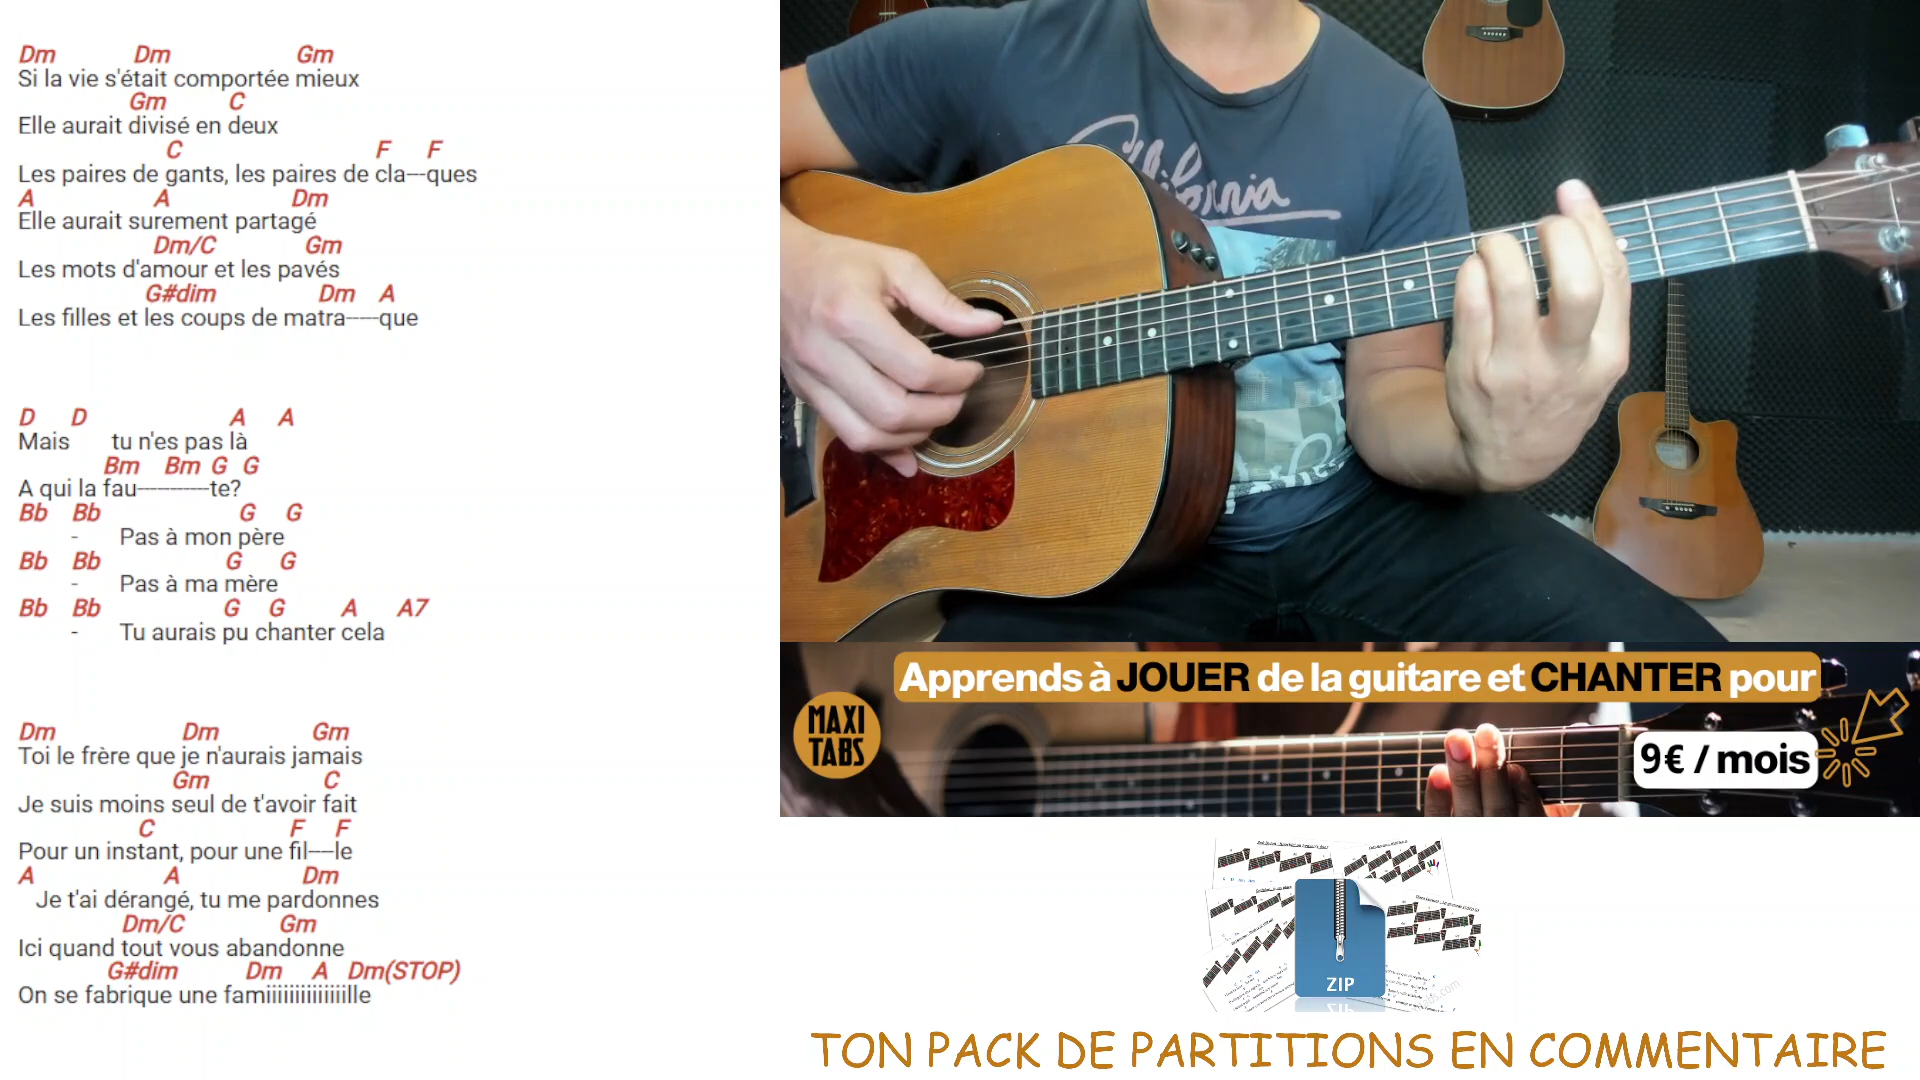 Dm Dm Gm
Si la vie s'était comportée mieux
Gm C
Elle aurait divisé en deux
C F F
Les paires de gants, les paires de cla---ques
A A Dm
Elle aurait surement partagé
Dm/C Gm
Les mots d'amour et les pavés
G#dim Dm A
Les filles et les coups de matra-----que
D D A A
Mais tu n'es pas là
Bm Bm G G
A qui la fau-----------te?
Bb Bb G G
- Pas à mon père
Bb Bb G G
- Pas à ma mère
Bb Bb G G A A7
- Tu aurais pu chanter cela
Dm Dm Gm
Toi le frère que je n'aurais jamais
Gm C
Je suis moins seul de t'avoir fait
C F F
Pour un instant, pour une fil----le
A A Dm
Je t'ai dérangé, tu me pardonnes
Dm/C Gm
Ici quand tout vous abandonne
G#dim Dm A Dm(STOP)
On se fabrique une famiiiiiiiiiiiiiille
California
Apprends à JOUER de la guitare et CHANTER pour
MAXI
TABS
9€ / mois
ZIP
TON PACK DE PARTITIONS EN COMMENTAIRE